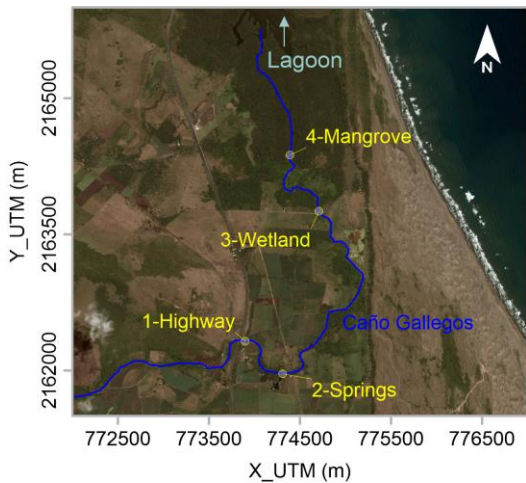 Lagoon
N
4-Mangrove
3-Wetland
1-Highway
Caño Gallegos
2-Springs
Y_UTM (m)
2165000
2163500
2162000
772500 773500 774500 775500 776500
X_UTM (m)